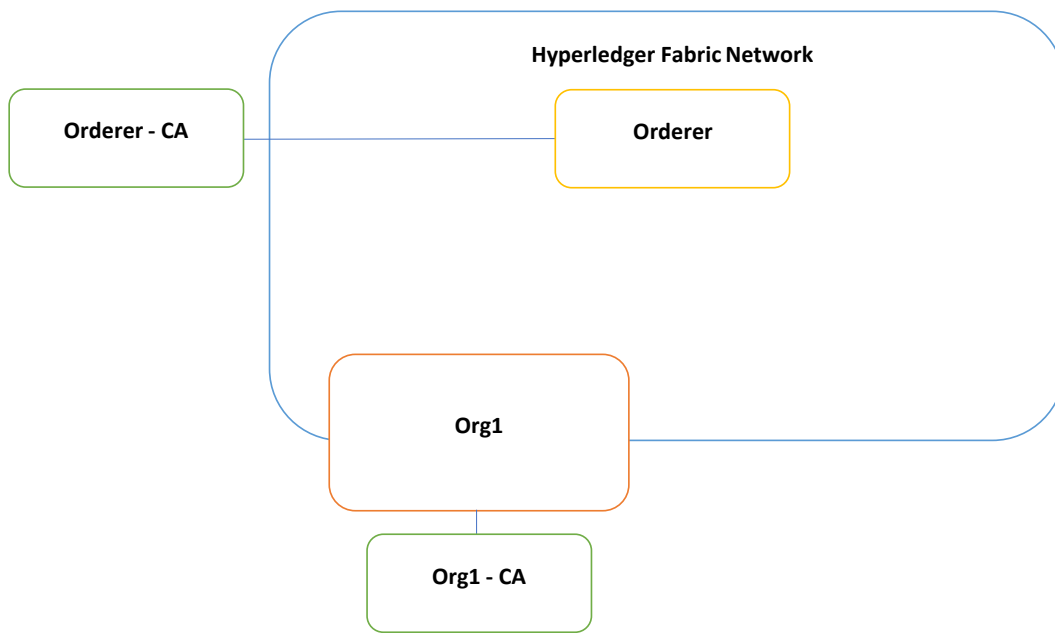 Hyperledger Fabric Network
Orderer - CA
Orderer
Org1
Org1 - CA